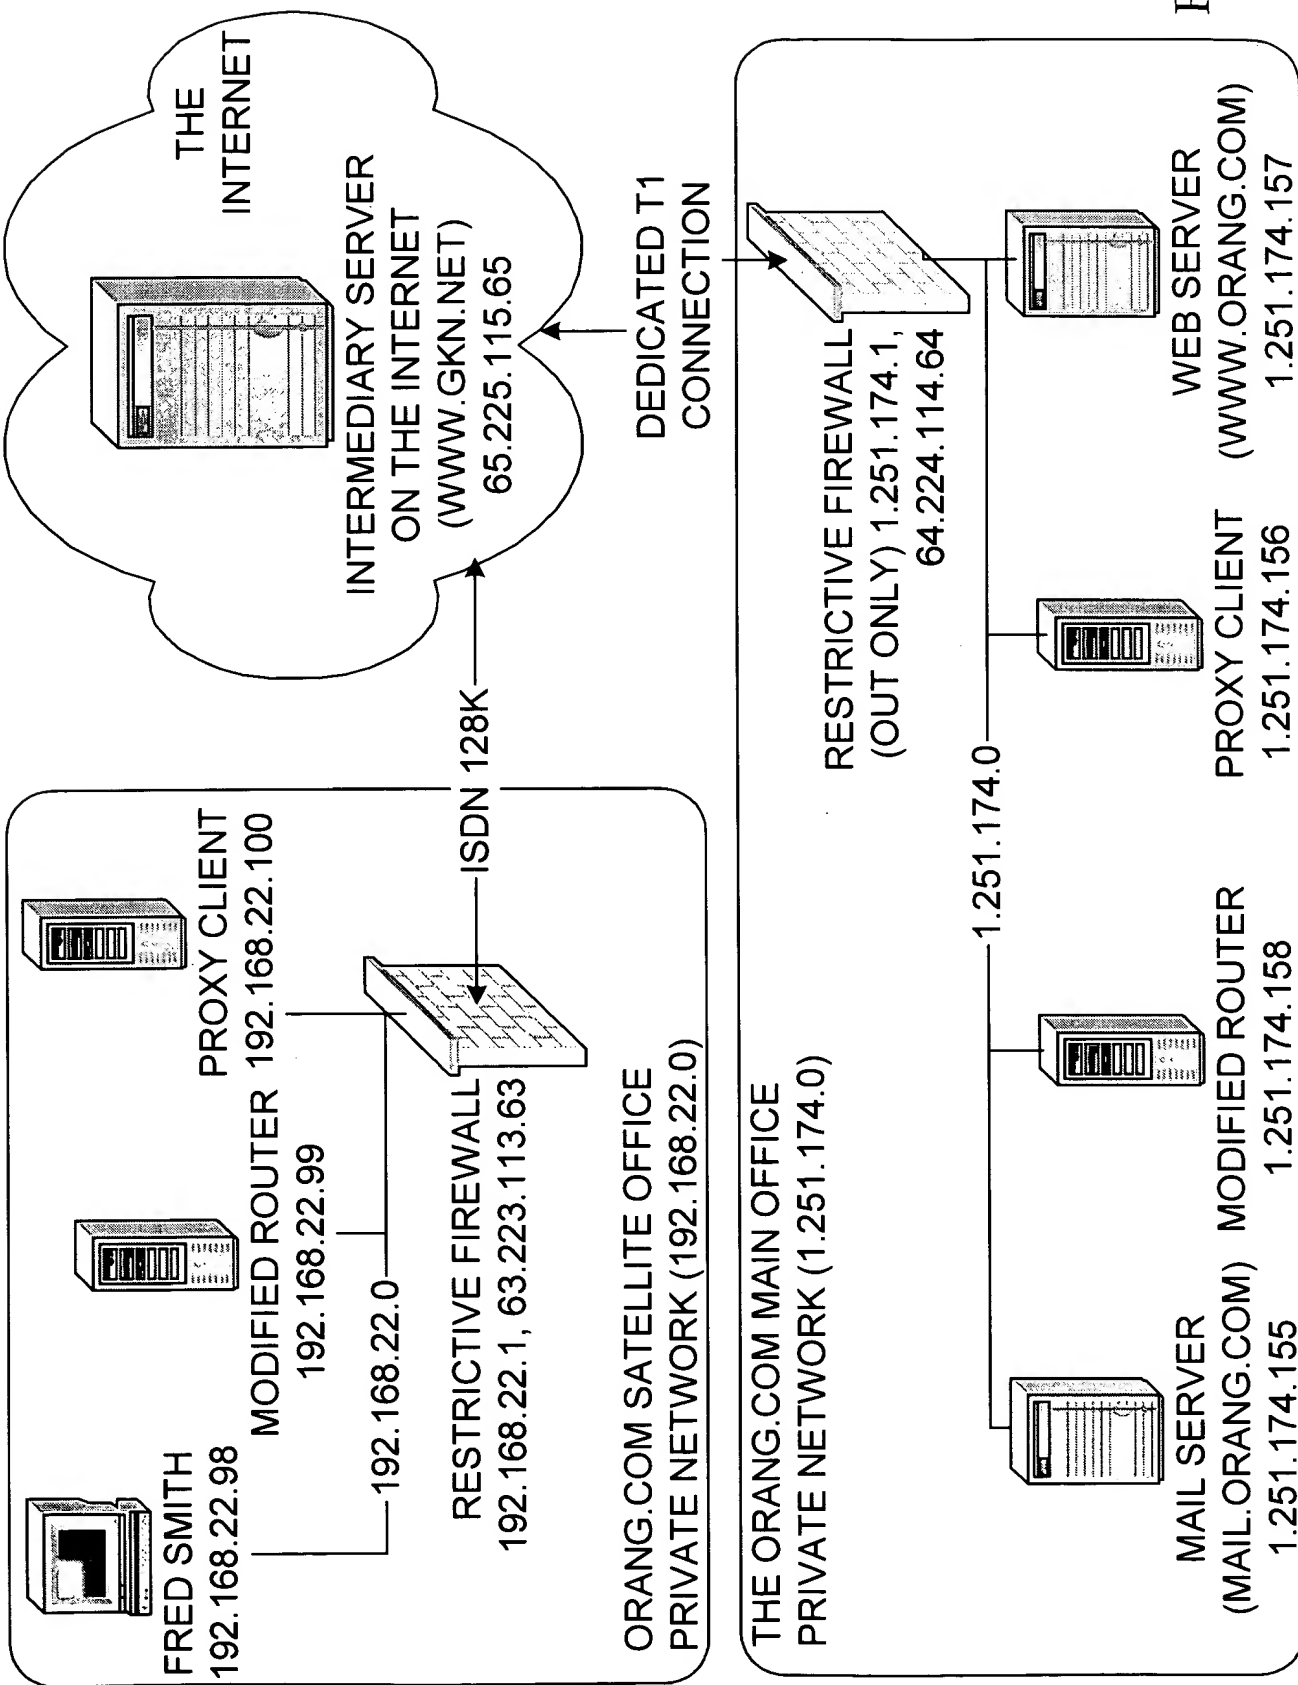 FRED SMITH
192.168.22.98
MODIFIED ROUTER
192.168.22.99
PROXY CLIENT
192.168.22.100
192.168.22.0
RESTRICTIVE FIREWALL
192.168.22.1, 63.223.113.63
ORANG.COM SATELLITE OFFICE
PRIVATE NETWORK (192.168.22.0)
ISDN 128K
THE
INTERNET
INTERMEDIARY SERVER
ON THE INTERNET
(WWW.GKN.NET)
65.225.115.65
DEDICATED T1
CONNECTION
THE ORANG.COM MAIN OFFICE
PRIVATE NETWORK (1.251.174.0)
RESTRICTIVE FIREWALL
(OUT ONLY) 1.251.174.1,
64.224.114.64
1.251.174.0
MAIL SERVER
(MAIL.ORANG.COM)
1.251.174.155
MODIFIED ROUTER
1.251.174.158
PROXY CLIENT
1.251.174.156
WEB SERVER
(WWW.ORANG.COM)
1.251.174.157